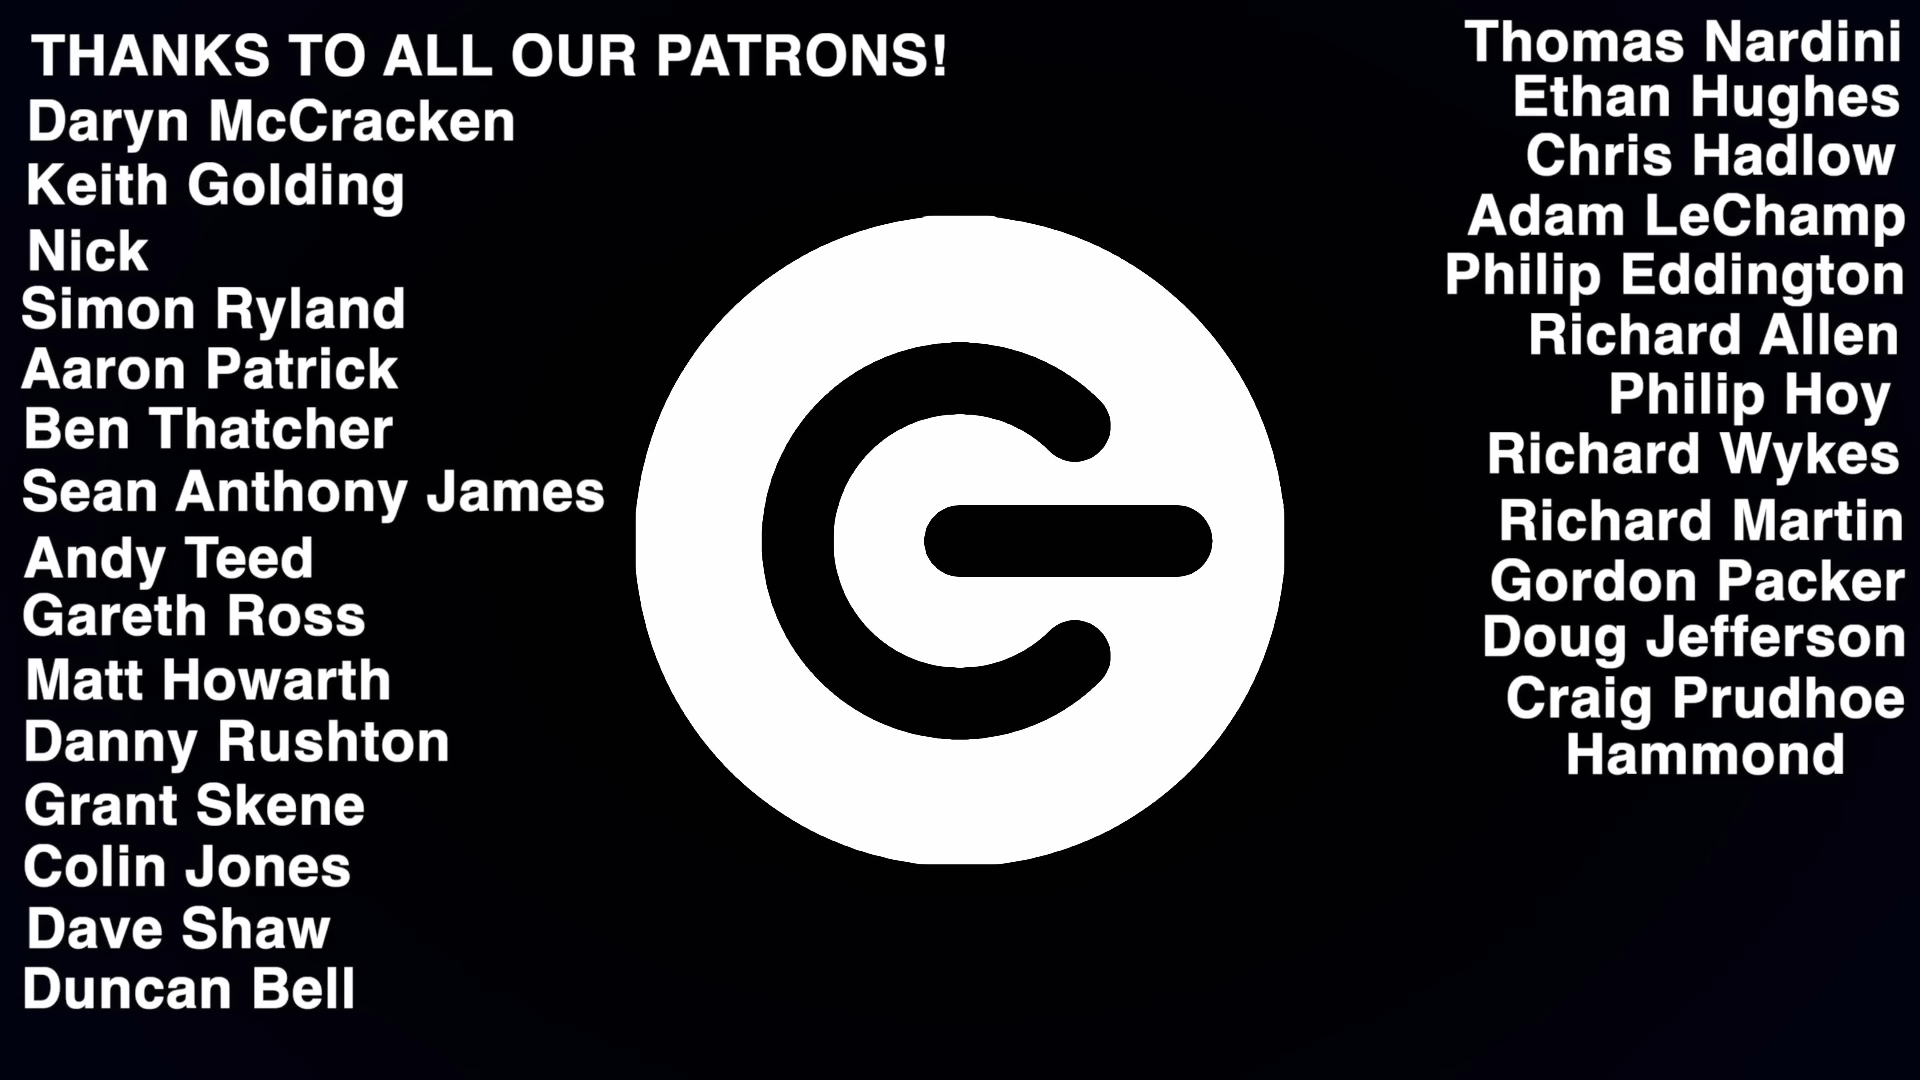 THANKS TO ALL OUR PATRONS!
Daryn McCracken
Keith Golding
Nick
Simon Ryland
Aaron Patrick
Ben Thatcher
Sean Anthony James
Andy Teed
Gareth Ross
Matt Howarth
Danny Rushton
Grant Skene
Colin Jones
Dave Shaw
Duncan Bell
Thomas Nardini
Ethan Hughes
Chris Hadlow
Adam LeChamp
Philip Eddington
Richard Allen
Philip Hoy
Richard Wykes
Richard Martin
Gordon Packer
Doug Jefferson
Craig Prudhoe
Hammond